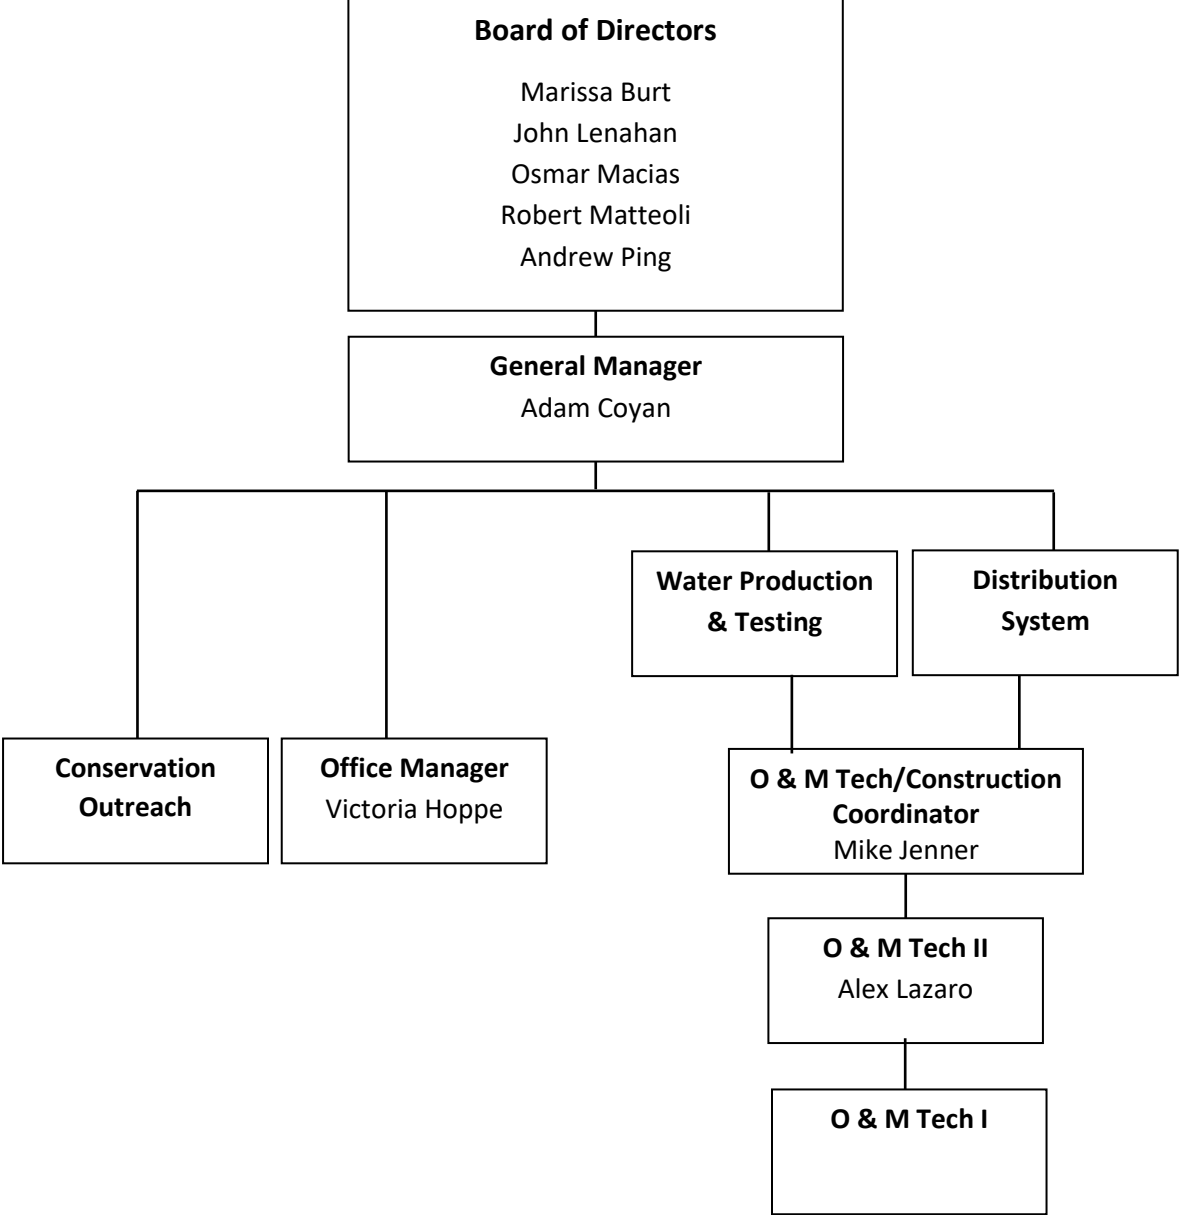 Board of Directors
Marissa Burt
John Lenahan
Osmar Macias
Robert Matteoli
Andrew Ping
General Manager
Adam Coyan
Water Production
& Testing
Distribution
System
Conservation
Outreach
Office Manager
Victoria Hoppe
O & M Tech/Construction
Coordinator
Mike Jenner
O & M Tech II
Alex Lazaro
O & M Tech I